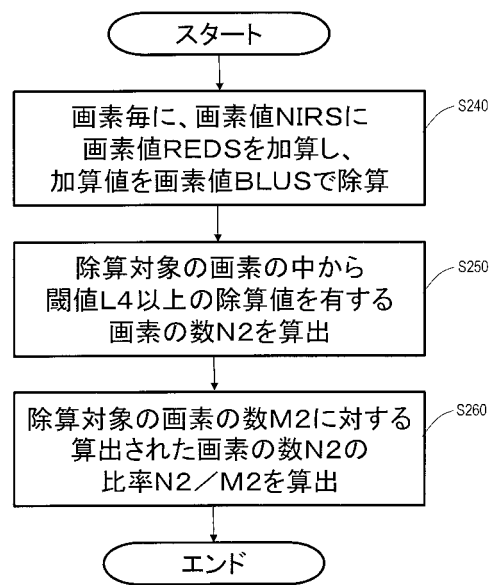 スタート
画素毎に、画素値NIRSに
画素値REDSを加算し、
加算値を画素値BLUSで除算
S240
除算対象の画素の中から
閾値L4以上の除算値を有する
画素の数N2を算出
S250
除算対象の画素の数M2に対する
算出された画素の数N2の
比率N2／M2を算出
S260
エンド